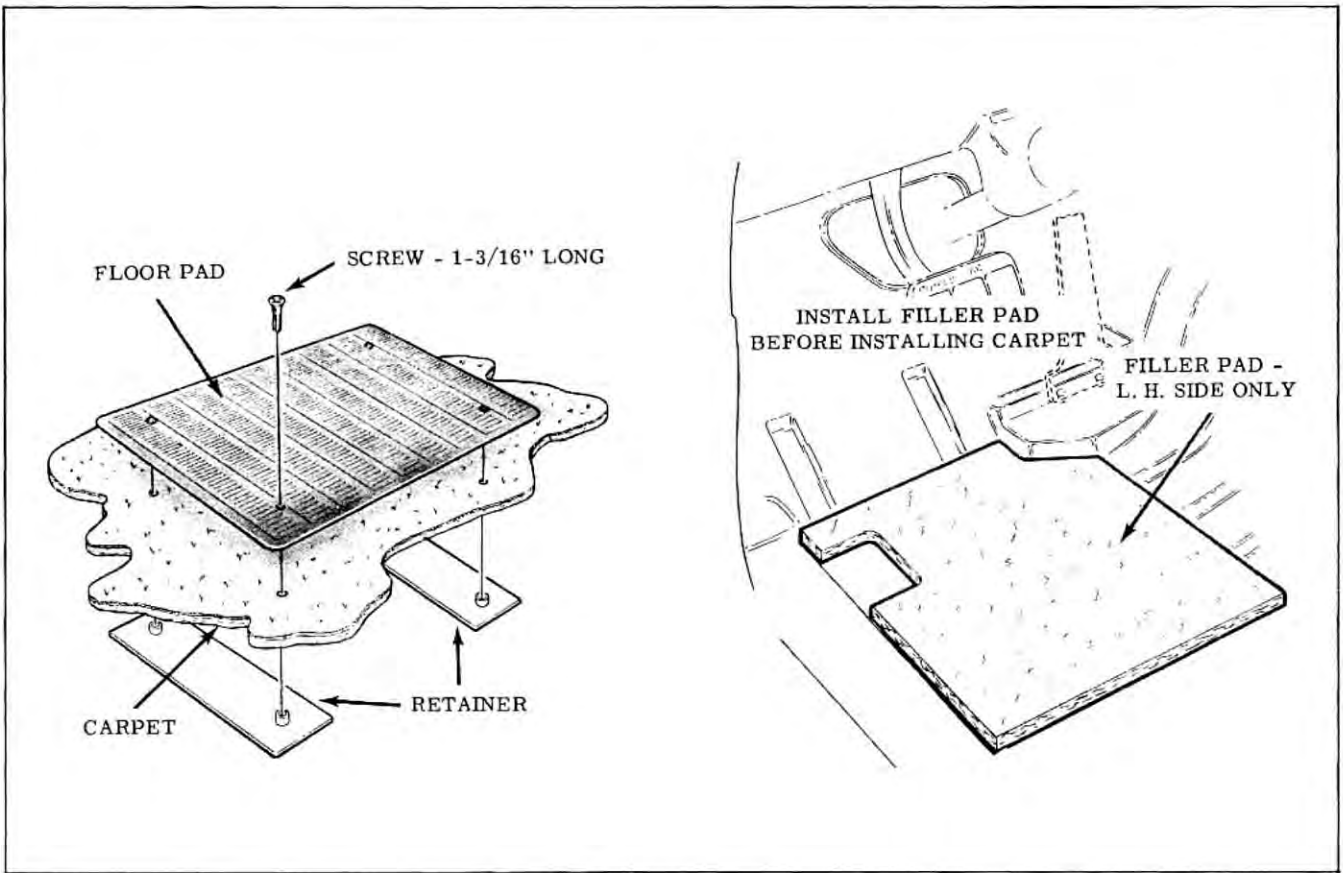 FLOOR PAD
SCREW - 1-3/16" LONG
CARPET
RETAINER
INSTALL FILLER PAD
BEFORE INSTALLING CARPET
FILLER PAD -
L. H. SIDE ONLY